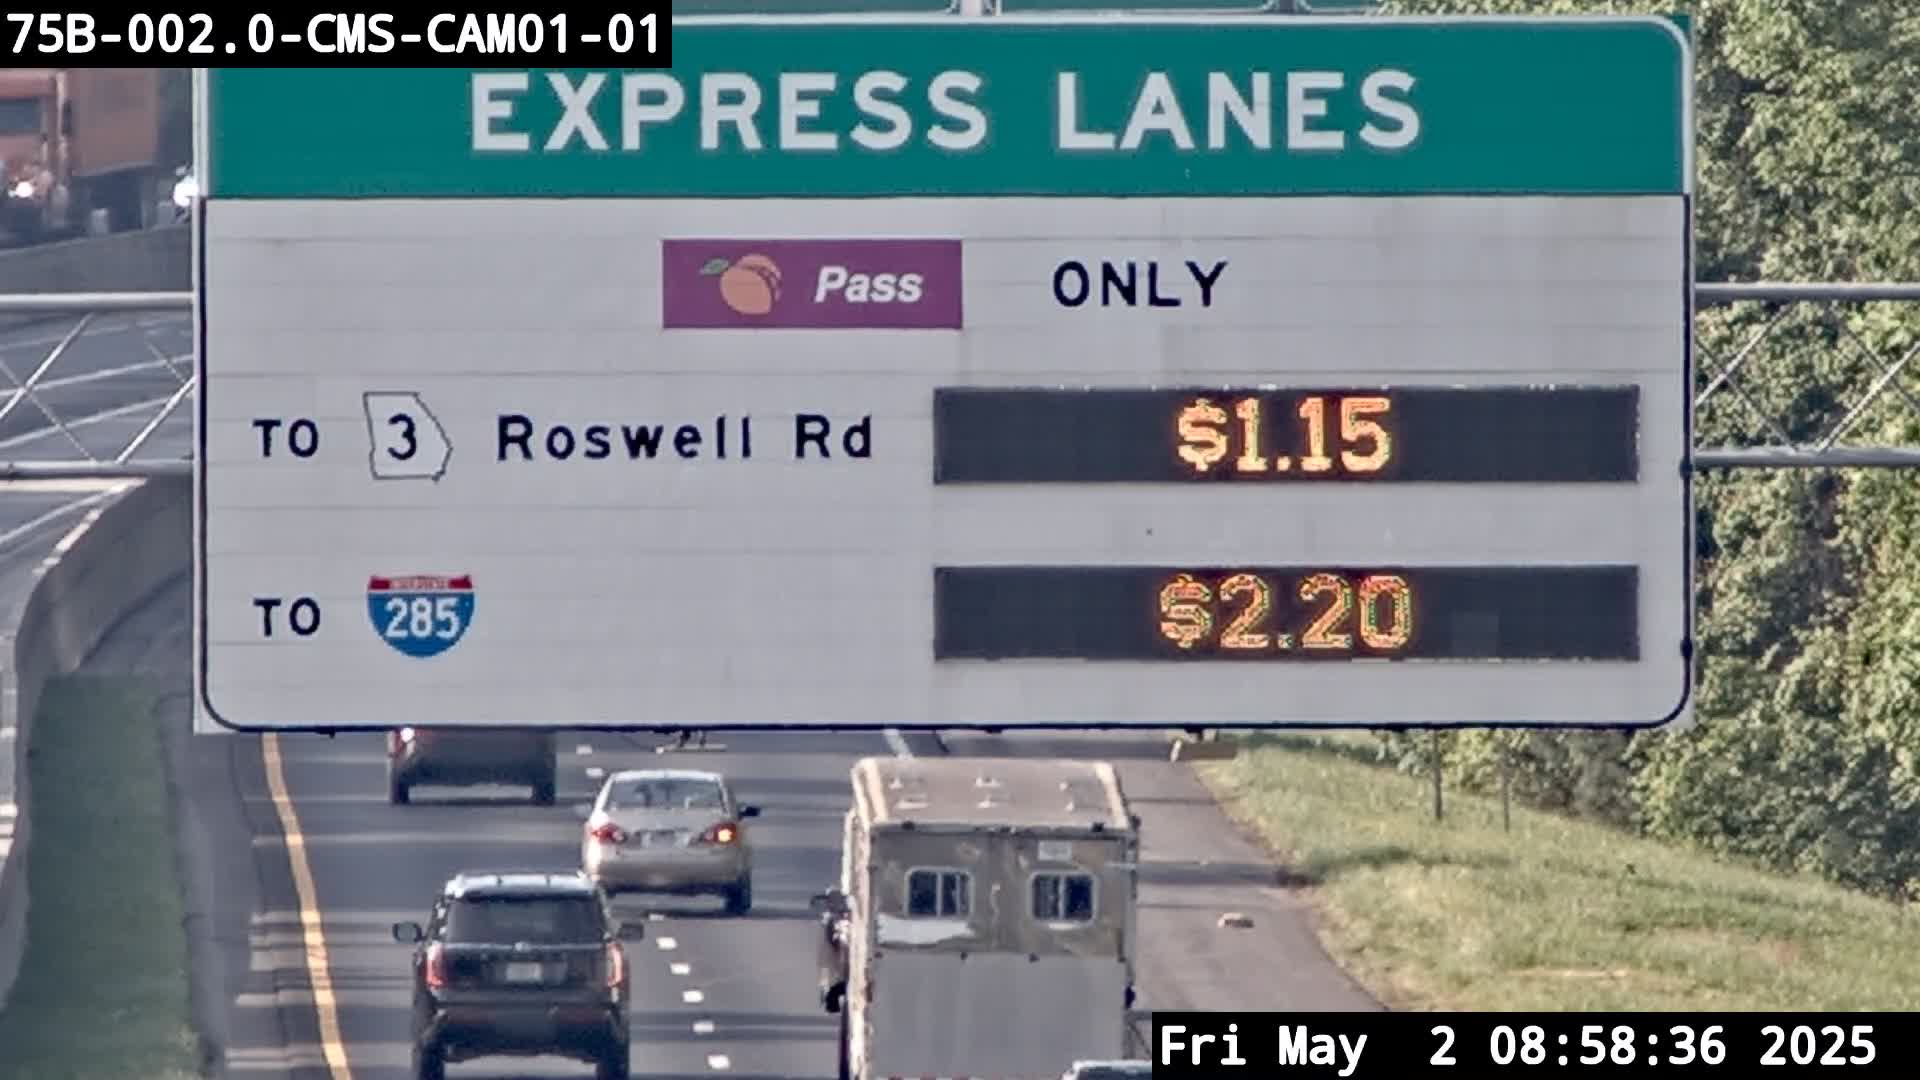 75B-002.0-CMS-CAM01-01
EXPRESS LANES
Pass ONLY
TO 3 Roswell Rd $1.15
TO 285 $2.20
Fri May 2 08:58:36 2025